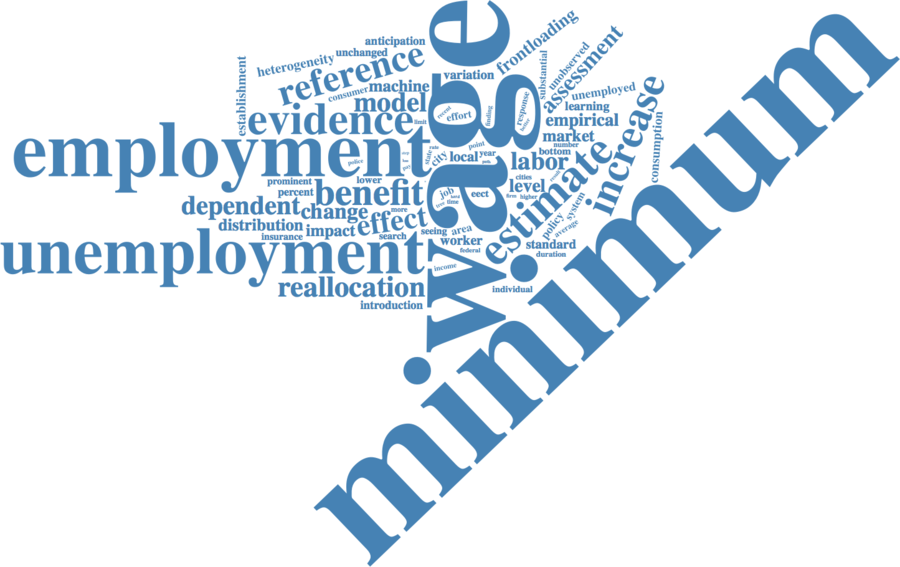 anticipation
unchanged
heterogeneity
reference
establishment
consumer
machine
model
evidence
limit
employment
police
prominent
lower
percent
benefit
dependent
change
more
distribution
impact
effect
insurance
search
unemployment
reallocation
introduction
wage
variation
recent
effort
finding
response
point
state
rate
city
local
year
job
time
eect
seeing
area
worker
federal
income
frontloading
substantial
unobserved
assessment
unemployed
learning
empirical
market
number
bottom
labor
cities
result
level
firm
higher
increase
consumption
estimate
system
policy
average
standard
duration
individual
minimum